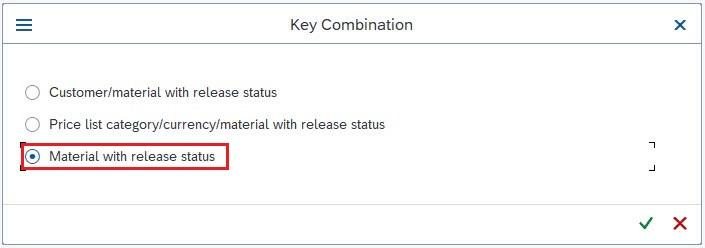 Key Combination
Customer/material with release status
Price list category/currency/material with release status
Material with release status